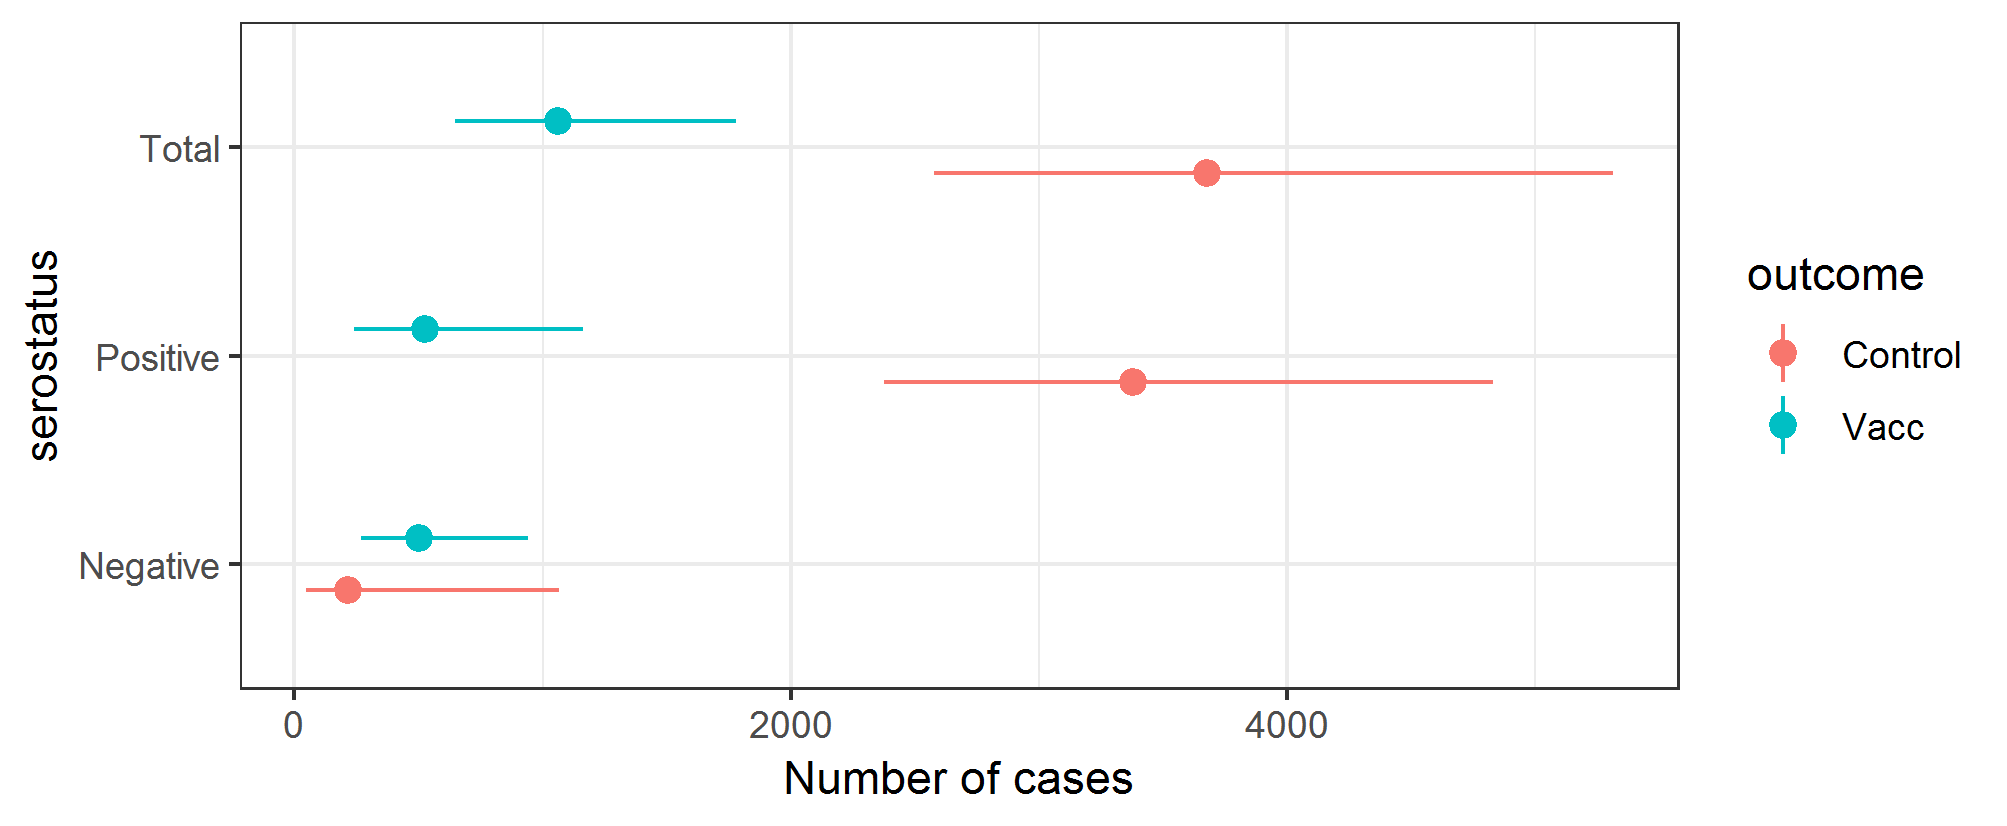 Total
Positive
Negative
serostatus
0 2000 4000
Number of cases
outcome
Control
Vacc